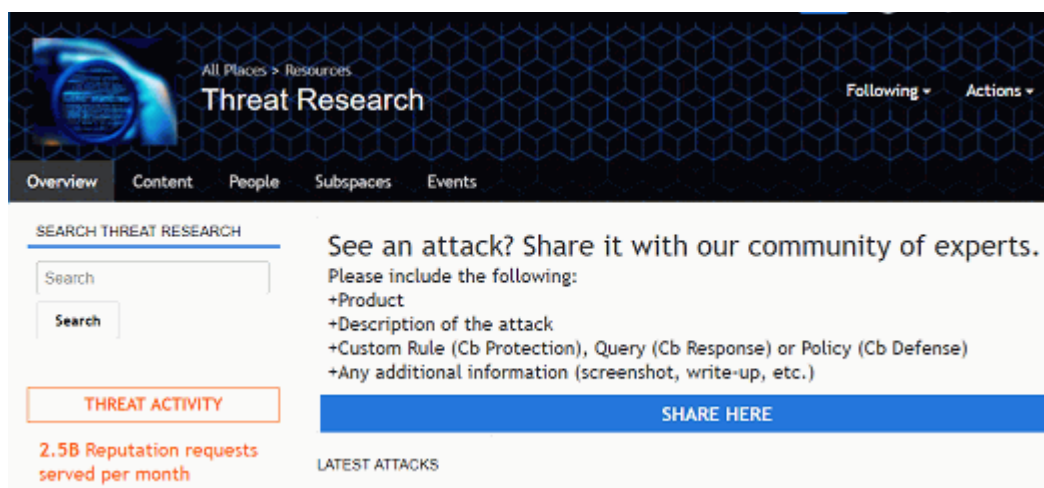 All Places > Resources
Threat Research
Following
Actions
Overview
Content
People
Subspaces
Events
SEARCH THREAT RESEARCH
Search
Search
THREAT ACTIVITY
2.5B Reputation requests
served per month
See an attack? Share it with our community of experts.
Please include the following:
+Product
+Description of the attack
+Custom Rule (Cb Protection), Query (Cb Response) or Policy (Cb Defense)
+Any additional information (screenshot, write-up, etc.)
SHARE HERE
LATEST ATTACKS